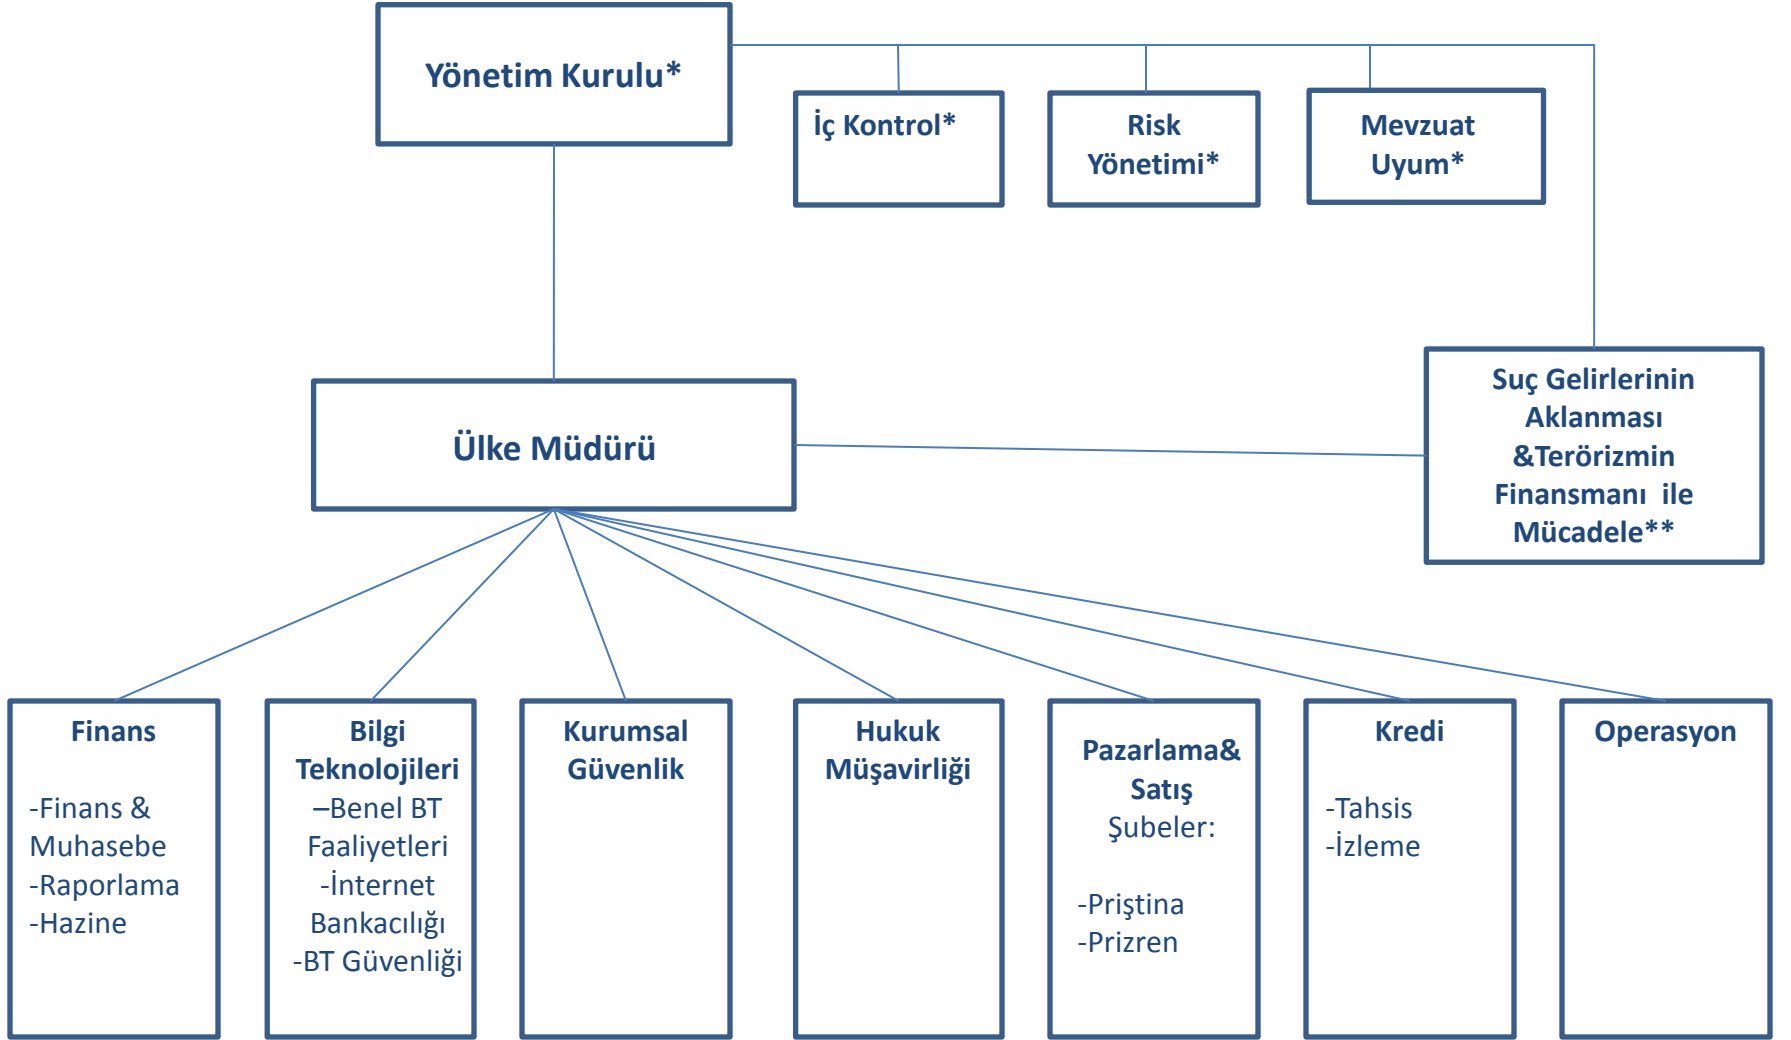 Yönetim Kurulu*
İç Kontrol*
Risk
Yönetimi*
Mevzuat
Uyum*
Ülke Müdürü
Suç Gelirlerinin
Aklanması
&Terörizmin
Finansmanı ile
Mücadele**
Finans
-Finans &
Muhasebe
-Raporlama
-Hazine
Bilgi
Teknolojileri
–Benel BT
Faaliyetleri
-İnternet
Bankacılığı
-BT Güvenliği
Kurumsal
Güvenlik
Hukuk
Müşavirliği
Pazarlama&
Satış
Şubeler:
-Priştina
-Prizren
Kredi
-Tahsis
-İzleme
Operasyon